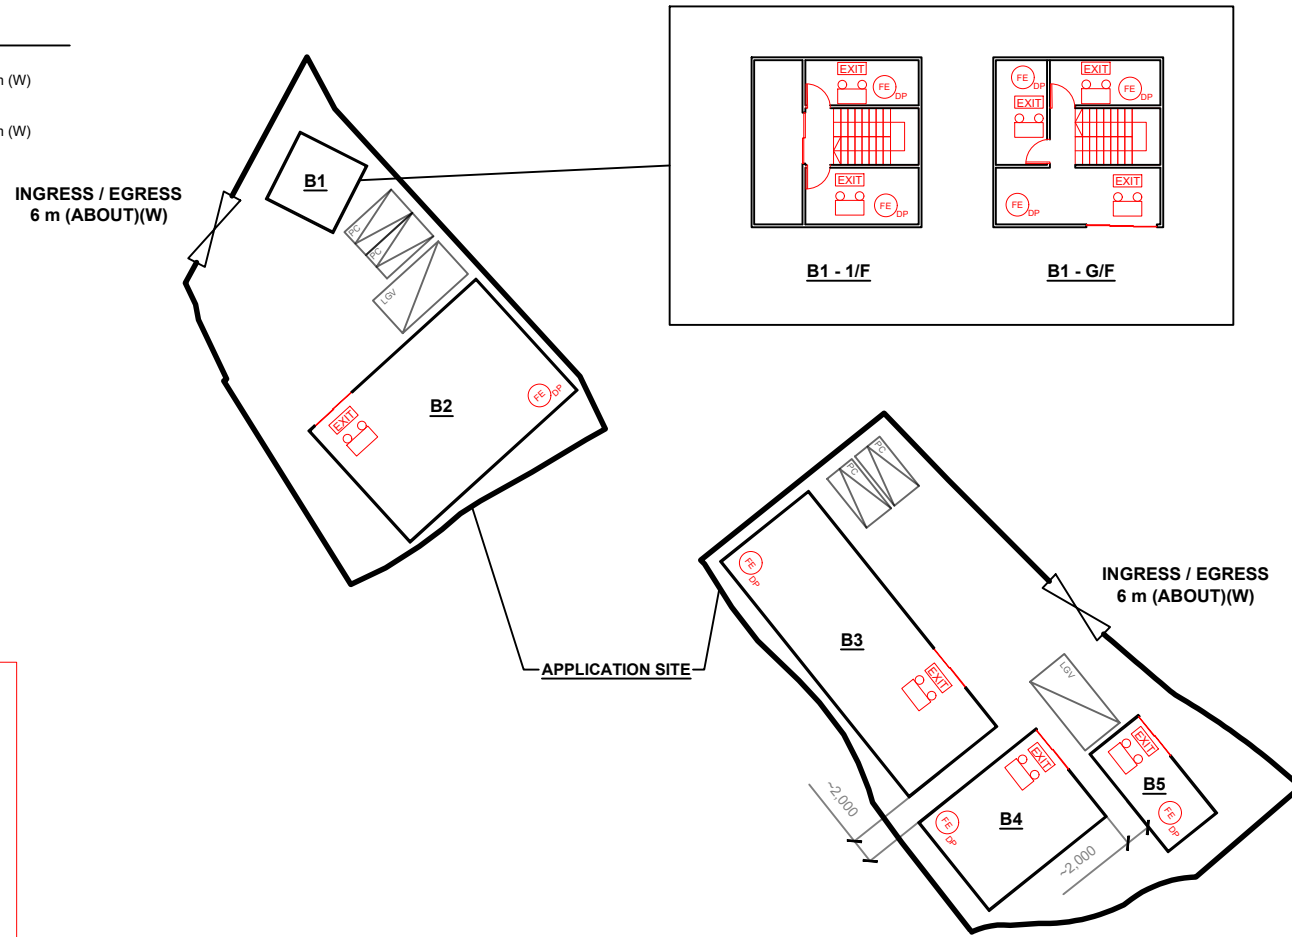 m (W)
m (W)
INGRESS / EGRESS
6 m (ABOUT)(W)
B1
PC
PC
LGV
B2
EXIT
FE
DP
EXIT
FE
DP
EXIT
FE
DP
B1 - 1/F
FE
DP
EXIT
EXIT
FE
DP
FE
DP
EXIT
B1 - G/F
APPLICATION SITE
PC
PC
INGRESS / EGRESS
6 m (ABOUT)(W)
FE
DP
B3
EXIT
LGV
EXIT
FE
DP
B4
EXIT
B5
FE
DP
~2,000
~2,000